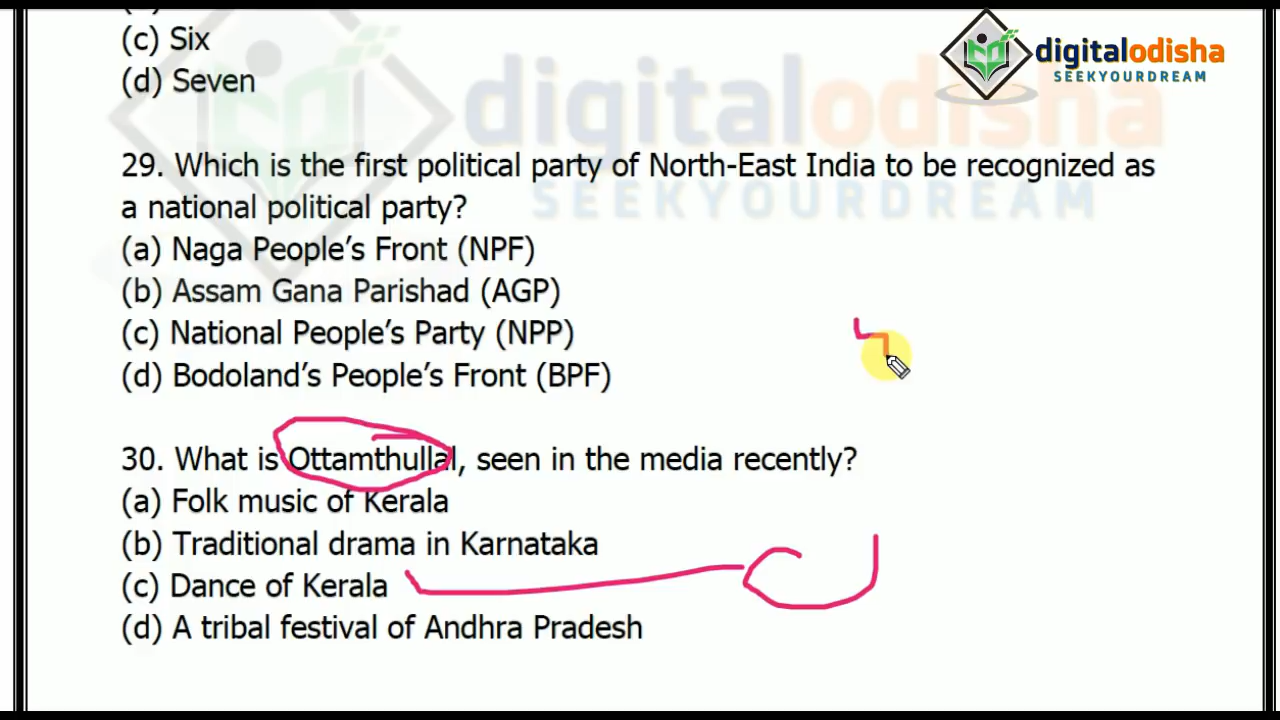 (c) Six
(d) Seven
digitalodisha
SEEKYOURDREAM
digitalodisha
SEEKYOURDREAM
29. Which is the first political party of North-East India to be recognized as
a national political party?
(a) Naga People’s Front (NPF)
(b) Assam Gana Parishad (AGP)
(c) National People’s Party (NPP)
(d) Bodoland’s People’s Front (BPF)
30. What is Ottamthullal, seen in the media recently?
(a) Folk music of Kerala
(b) Traditional drama in Karnataka
(c) Dance of Kerala
(d) A tribal festival of Andhra Pradesh